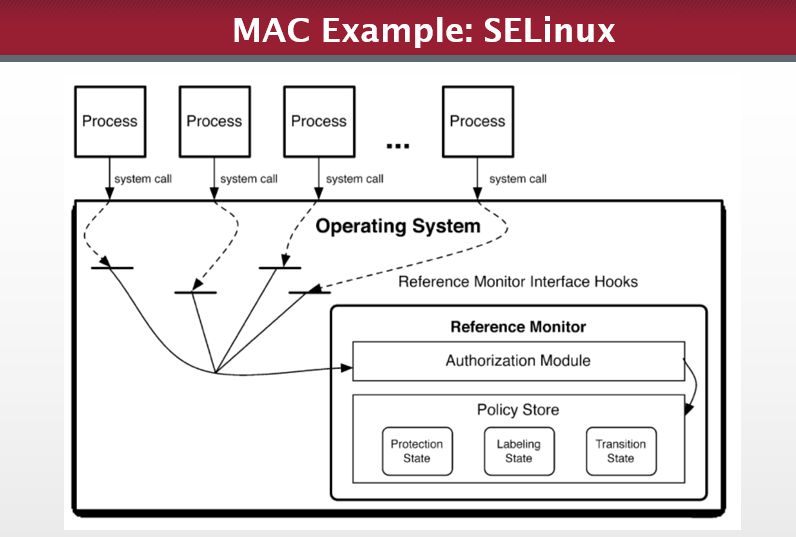 MAC Example: SELinux
Process
Process
Process
...
Process
system call
system call
system call
system call
Operating System
Reference Monitor Interface Hooks
Reference Monitor
Authorization Module
Policy Store
Protection
State
Labeling
State
Transition
State